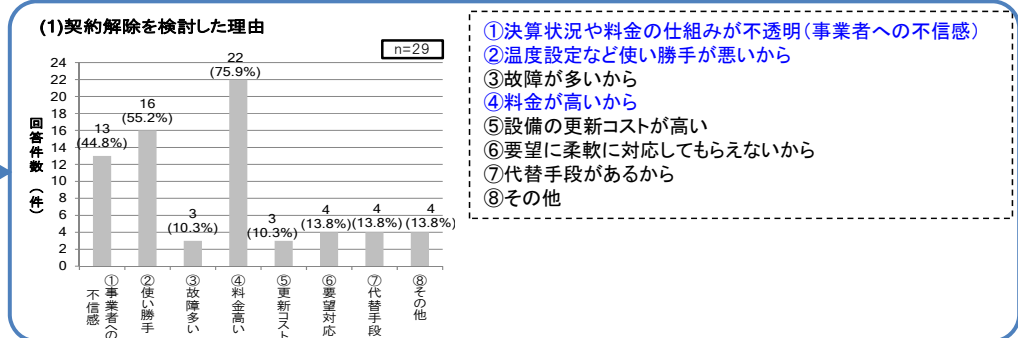 (1)契約解除を検討した理由
n=29
回答件数（件）
24
22
20
18
16
14
12
10
8
6
4
2
0
13
(44.8%)
16
(55.2%)
3
(10.3%)
22
(75.9%)
3
(10.3%)
4
(13.8%)
4
(13.8%)
4
(13.8%)
①事業者への
不信感
②使い勝手
③故障多い
④料金高い
⑤更新コスト
⑥要望対応
⑦代替手段
⑧その他
①決算状況や料金の仕組みが不透明（事業者への不信感）
②温度設定など使い勝手が悪いから
③故障が多いから
④料金が高いから
⑤設備の更新コストが高い
⑥要望に柔軟に対応してもらえないから
⑦代替手段があるから
⑧その他